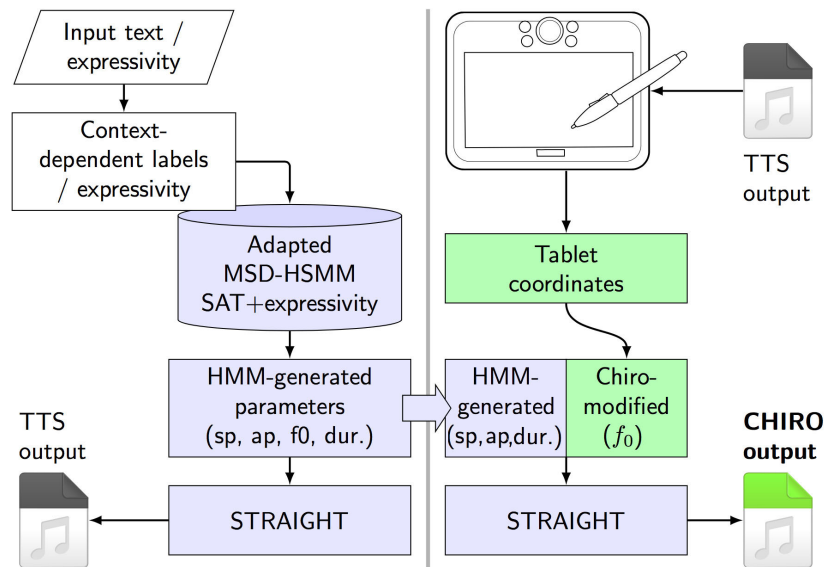 Input text /
expressivity
Context-
dependent labels
/ expressivity
Adapted
MSD-HSMM
SAT+expressivity
HMM-generated
parameters
(sp, ap, f0, dur.)
STRAIGHT
TTS
output
TTS
output
Tablet
coordinates
HMM-
generated
(sp,ap,dur.)
Chiro-
modified
(f₀)
STRAIGHT
CHIRO
output